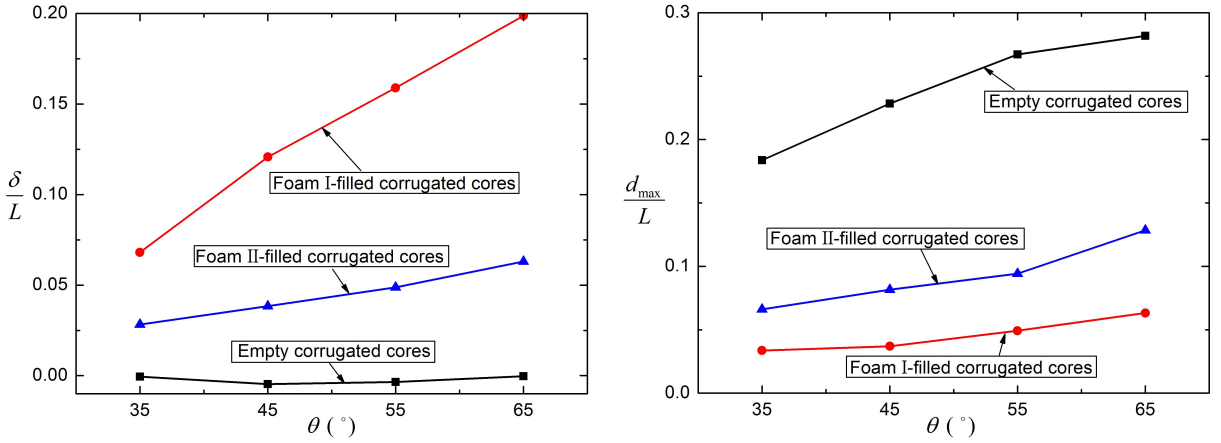 0.20
0.15
0.10
0.05
0.00
δ
L
Foam I-filled corrugated cores
Foam II-filled corrugated cores
Empty corrugated cores
35 45 55 65
θ (°)
0.3
0.2
0.1
0.0
d max
L
Empty corrugated cores
Foam II-filled corrugated cores
Foam I-filled corrugated cores
35 45 55 65
θ (°)